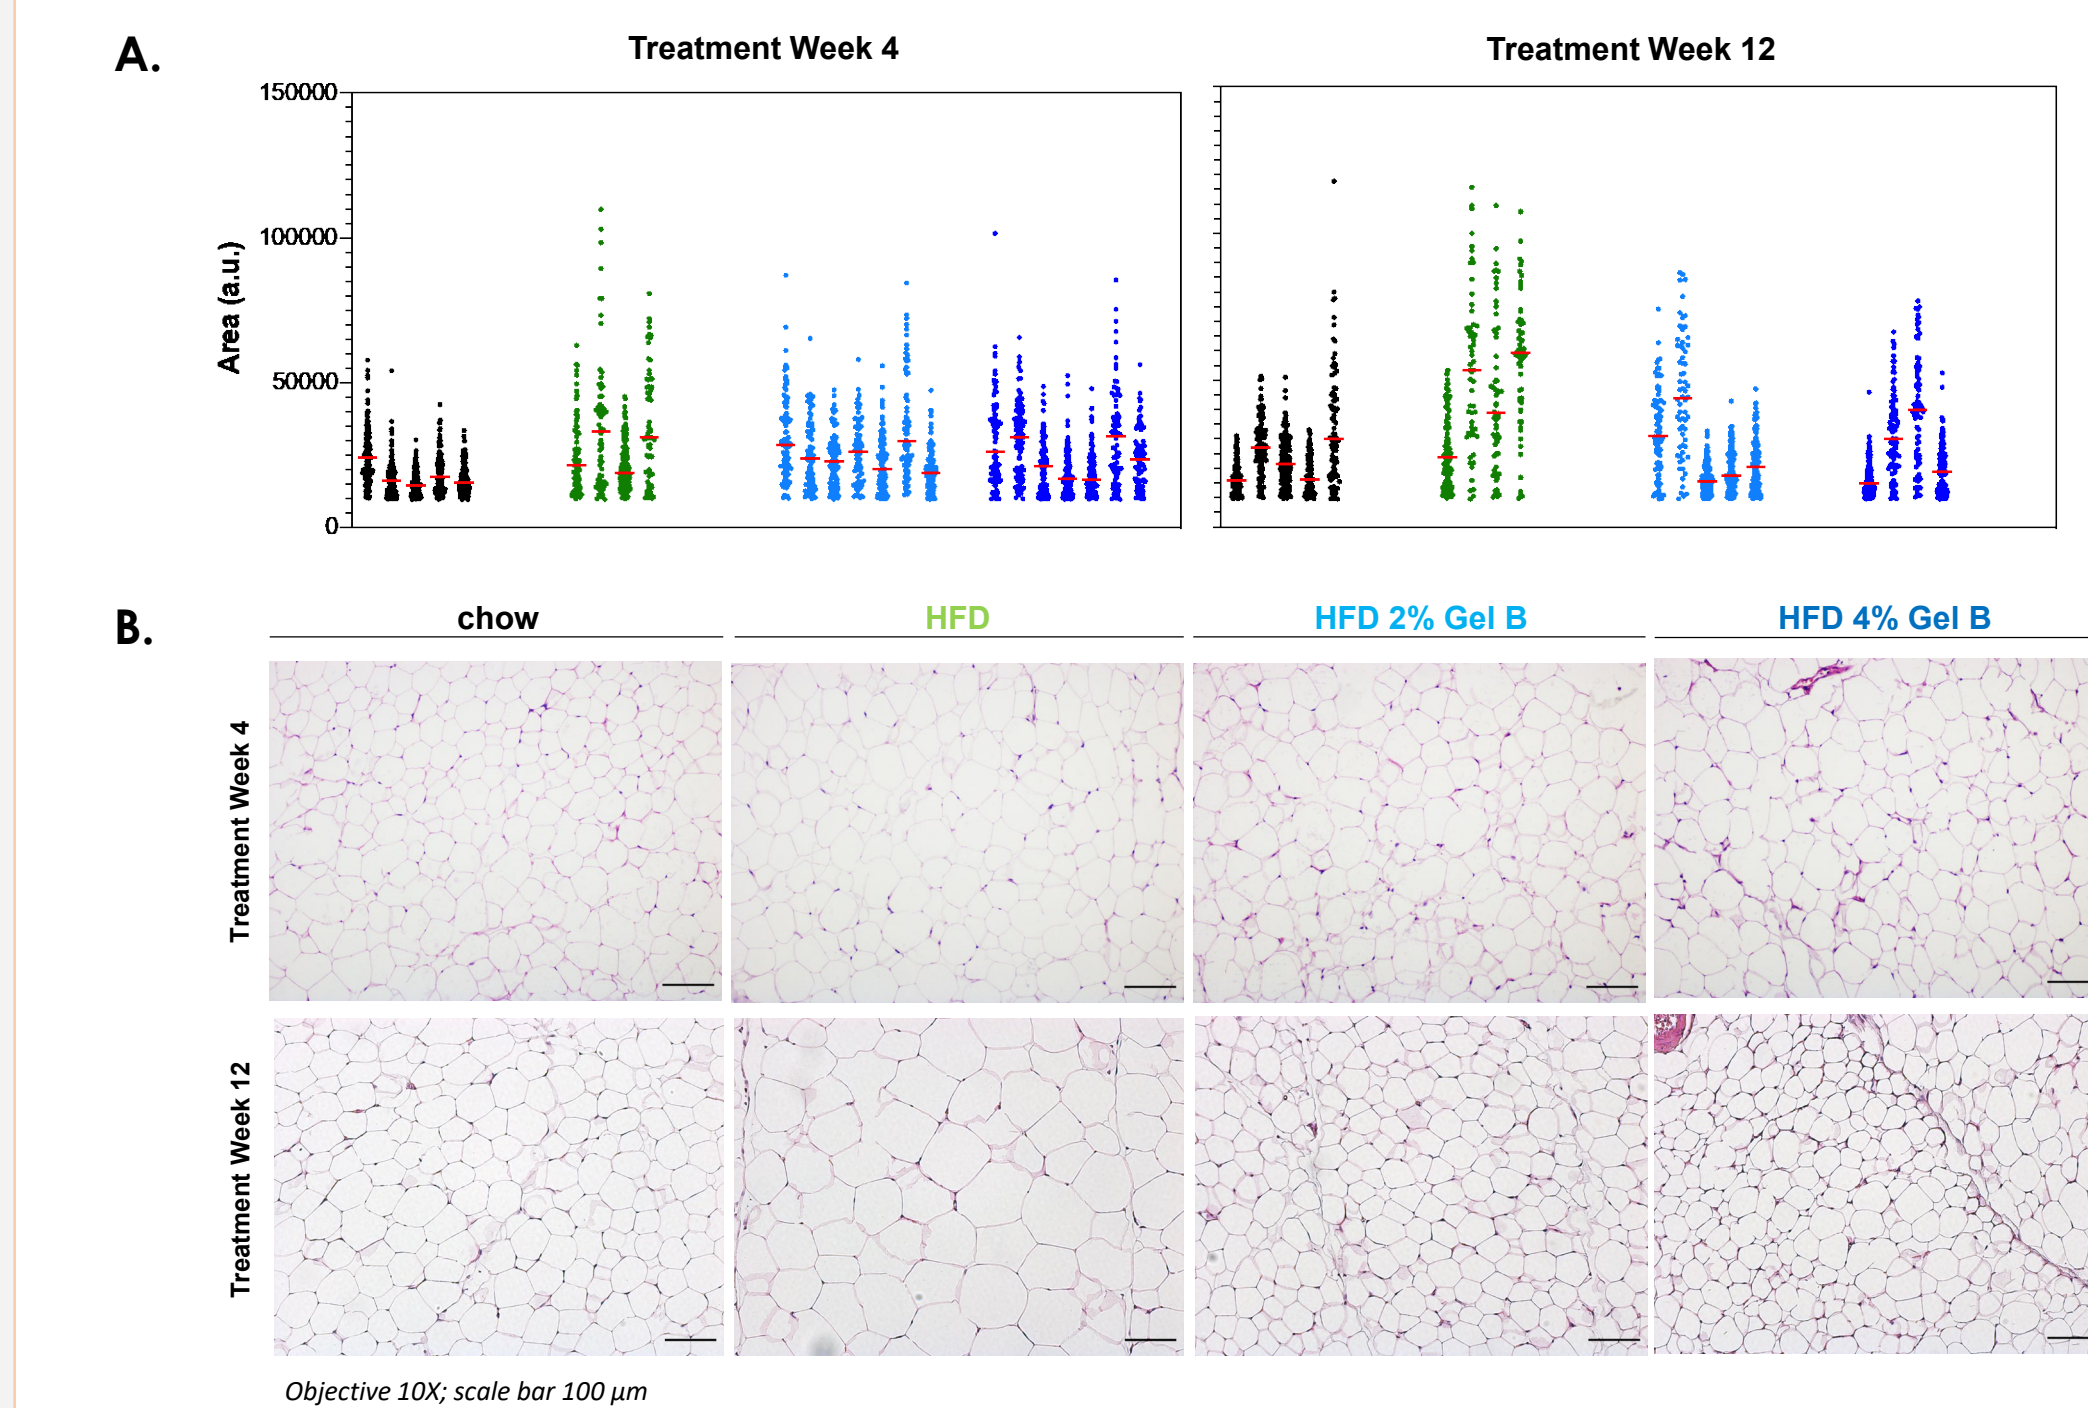 A.
Treatment Week 4
Treatment Week 12
150000
100000
50000
0
Area (a.u.)
B.
chow
HFD
HFD 2% Gel B
HFD 4% Gel B
Treatment Week 4
Treatment Week 12
Objective 10X; scale bar 100 µm